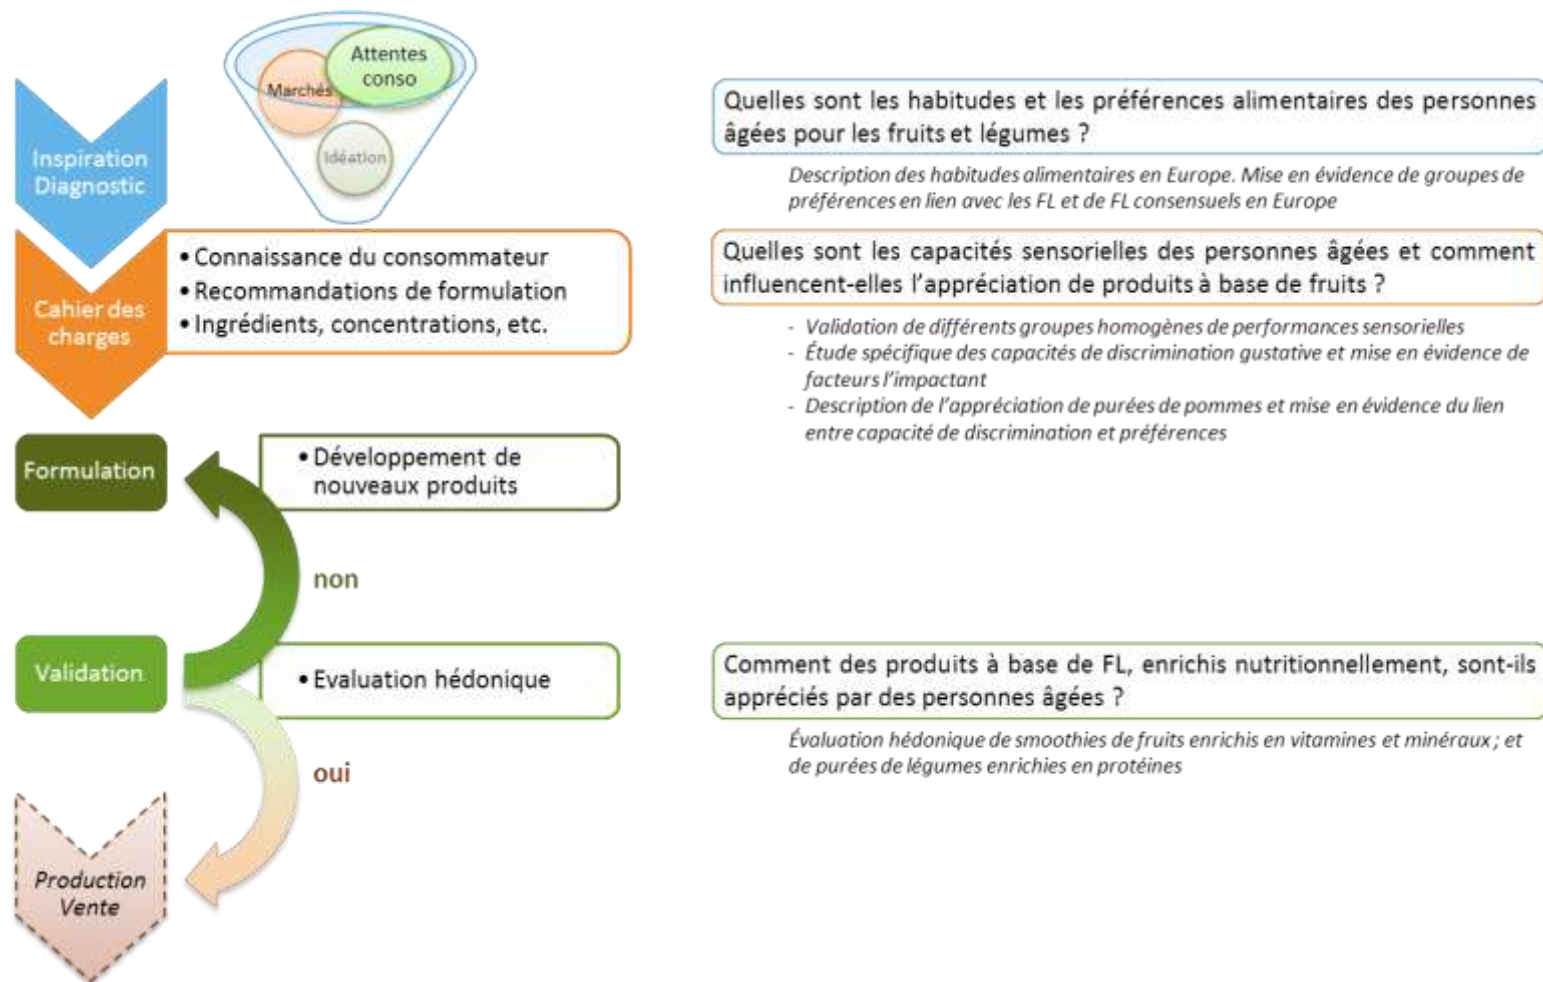 Attentes
conso
Marchés
Idéation
Inspiration
Diagnostic
Quelles sont les habitudes et les préférences alimentaires des personnes
âgées pour les fruits et légumes ?
Description des habitudes alimentaires en Europe. Mise en évidence de groupes de
préférences en lien avec les FL et de FL consensuels en Europe
Cahier des
charges
• Connaissance du consommateur
• Recommandations de formulation
• Ingrédients, concentrations, etc.
Quelles sont les capacités sensorielles des personnes âgées et comment
influencent-elles l'appréciation de produits à base de fruits ?
- Validation de différents groupes homogènes de performances sensorielles
- Étude spécifique des capacités de discrimination gustative et mise en évidence de
facteurs l'impactant
- Description de l'appréciation de purées de pommes et mise en évidence du lien
entre capacité de discrimination et préférences
Formulation
• Développement de
nouveaux produits
non
Validation
• Evaluation hédonique
Comment des produits à base de FL, enrichis nutritionnellement, sont-ils
appréciés par des personnes âgées ?
Évaluation hédonique de smoothies de fruits enrichis en vitamines et minéraux ; et
de purées de légumes enrichies en protéines
oui
Production
Vente